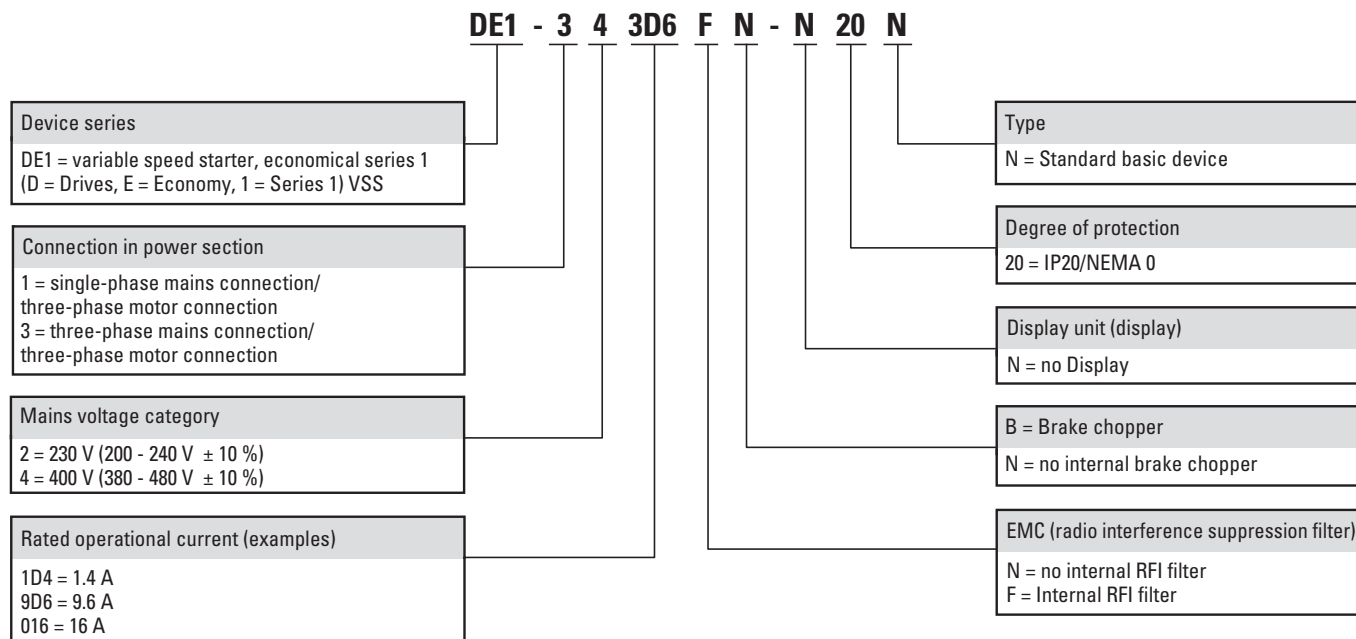 DE1 - 3 4 3D6 F N - N 20 N
Device series
DE1 = variable speed starter, economical series 1
(D = Drives, E = Economy, 1 = Series 1) VSS
Connection in power section
1 = single-phase mains connection/
three-phase motor connection
3 = three-phase mains connection/
three-phase motor connection
Mains voltage category
2 = 230 V (200 - 240 V ± 10 %)
4 = 400 V (380 - 480 V ± 10 %)
Rated operational current (examples)
1D4 = 1.4 A
9D6 = 9.6 A
016 = 16 A
Type
N = Standard basic device
Degree of protection
20 = IP20/NEMA 0
Display unit (display)
N = no Display
B = Brake chopper
N = no internal brake chopper
EMC (radio interference suppression filter)
N = no internal RFI filter
F = Internal RFI filter